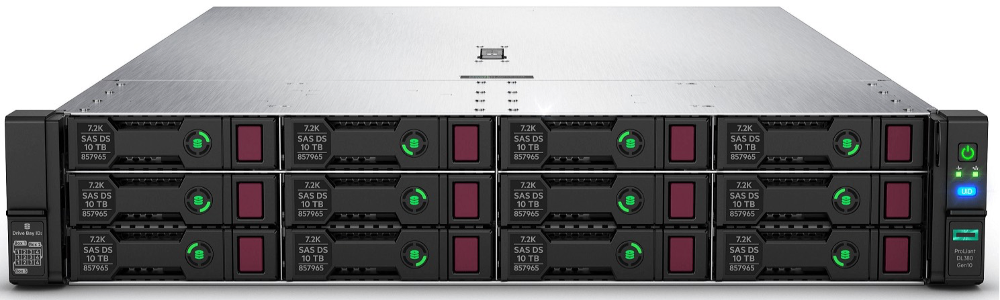 7.2K
SAS DS
10 TB
857965
7.2K
SAS DS
10 TB
857965
7.2K
SAS DS
10 TB
857965
7.2K
SAS DS
10 TB
857965
7.2K
SAS DS
10 TB
857965
7.2K
SAS DS
10 TB
857965
7.2K
SAS DS
10 TB
857965
7.2K
SAS DS
10 TB
857965
7.2K
SAS DS
10 TB
857965
7.2K
SAS DS
10 TB
857965
7.2K
SAS DS
10 TB
857965
7.2K
SAS DS
10 TB
857965
Drive Bay ID:
Box 1 Box 2
1 2 3 4
1 2 3 4
1 2 3 4
Box 3
UID
ProLiant
DL380
Gen10